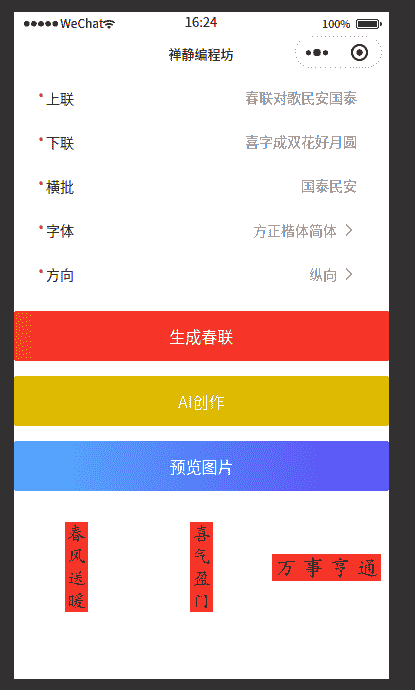 WeChat 16:24 100%
禅静编程坊
*上联 春联对歌民安国泰
*下联 喜字成双花好月圆
*横批 国泰民安
*字体 方正楷体简体
*方向 纵向
生成春联
AI创作
预览图片
春风送暖
喜气盈门
万事亨通